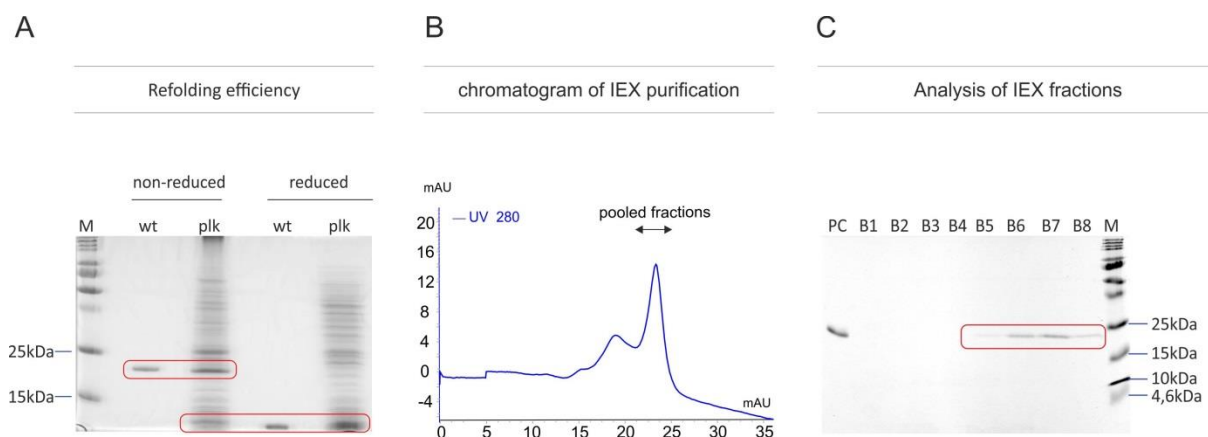 A
Refolding efficiency
non-reduced reduced
M wt plk wt plk
25kDa
15kDa
B
chromatogram of IEX purification
mAU
UV 280
pooled fractions
20
16
12
8
4
0
-4
mAU
0 5 10 15 20 25 30 35
C
Analysis of IEX fractions
PC B1 B2 B3 B4 B5 B6 B7 B8 M
25kDa
15kDa
10kDa
4,6kDa